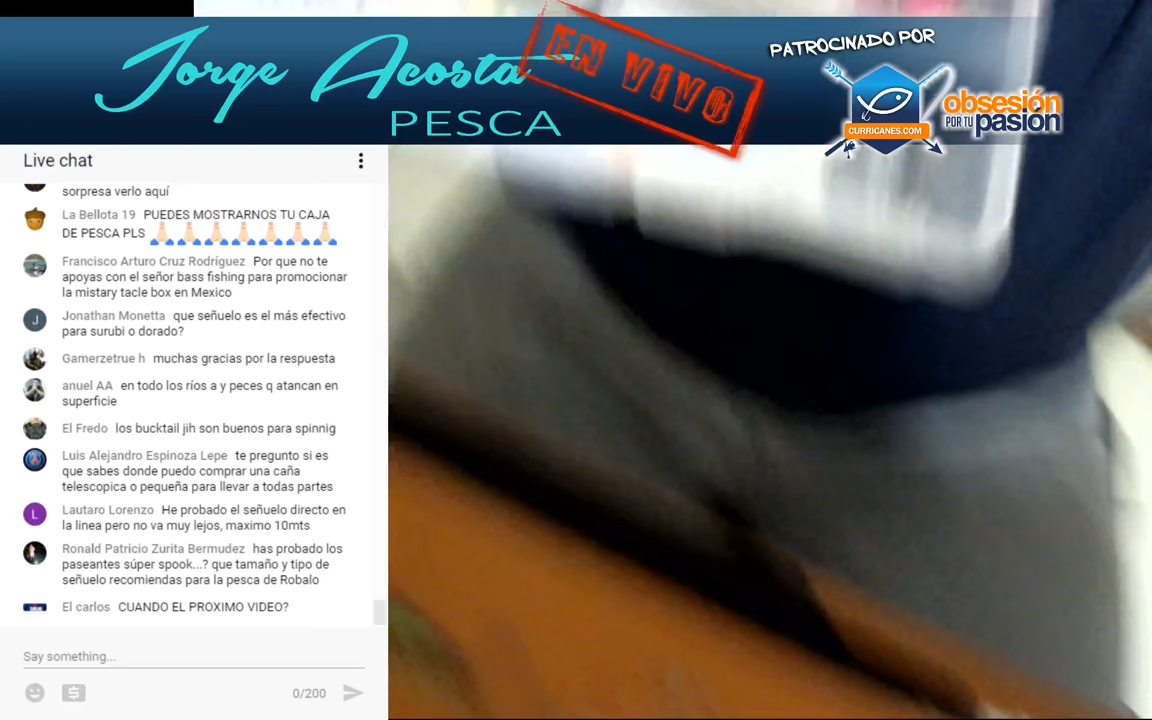 Jorge Acosta
PESCA
EN VIVO
PATROCINADO POR
CURRICANES.COM
obsesión
POR TU pasión
Live chat
sorpresa verlo aquí
La Bellota 19 PUEDES MOSTRARNOS TU CAJA
DE PESCA PLS
Francisco Arturo Cruz Rodríguez Por que no te
apoyas con el señor bass fishing para promocionar
la mistary tacle box en Mexico
Jonathan Monetta que señuelo es el más efectivo
para surubi o dorado?
Gamerzetrue h muchas gracias por la respuesta
anuel AA en todo los ríos a y peces q atancan en
superficie
El Fredo los bucktail jih son buenos para spinnig
Luis Alejandro Espinoza Lepe te pregunto si es
que sabes donde puedo comprar una caña
telescopica o pequeña para llevar a todas partes
Lautaro Lorenzo He probado el señuelo directo en
la linea pero no va muy lejos, maximo 10mts
Ronald Patricio Zurita Bermudez has probado los
paseantes súper spook...? que tamaño y tipo de
señuelo recomiendas para la pesca de Robalo
El carlos CUANDO EL PROXIMO VIDEO?
Say something...
0/200